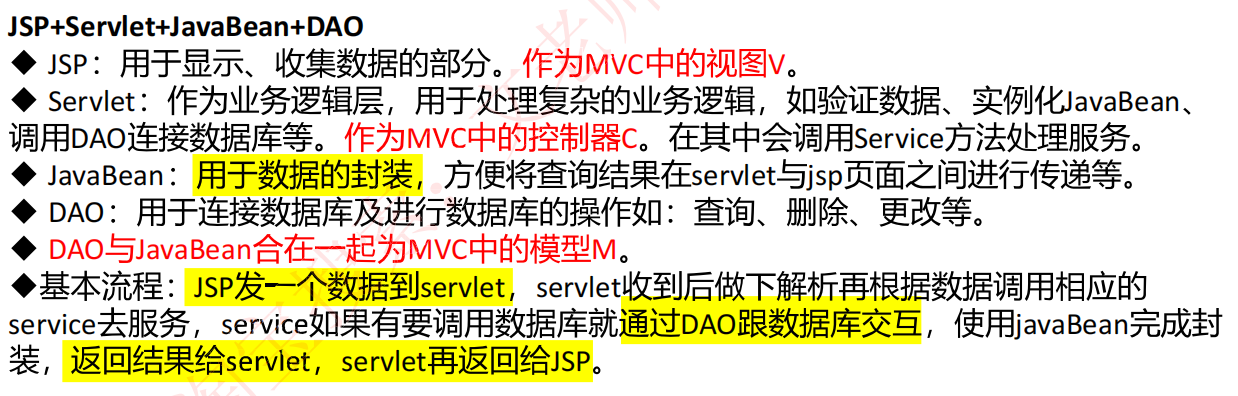 JSP+Servlet+JavaBean+DAO
◆ JSP：用于显示、收集数据的部分。作为MVC中的视图V。
◆ Servlet：作为业务逻辑层，用于处理复杂的业务逻辑，如验证数据、实例化JavaBean、
调用DAO连接数据库等。作为MVC中的控制器C。在其中会调用Service方法处理服务。
◆ JavaBean：用于数据的封装，方便将查询结果在servlet与jsp页面之间进行传递等。
◆ DAO：用于连接数据库及进行数据库的操作如：查询、删除、更改等。
◆ DAO与JavaBean合在一起为MVC中的模型M。
◆基本流程：JSP发一个数据到servlet，servlet收到后做下解析再根据数据调用相应的
service去服务，service如果有要调用数据库就通过DAO跟数据库交互，使用javaBean完成封
装，返回结果给servlet，servlet再返回给JSP。